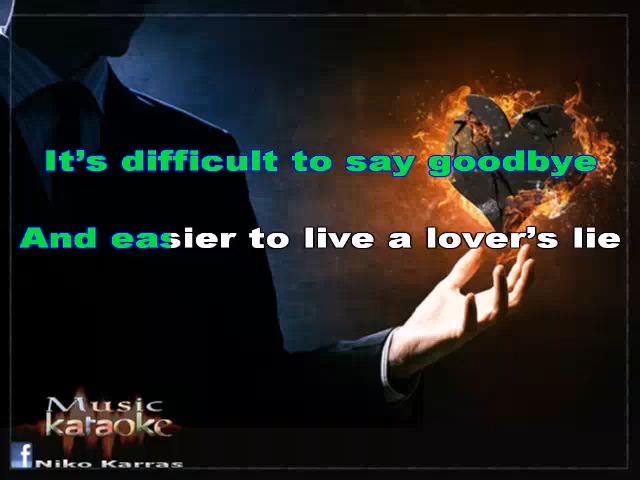 It’s difficult to say goodbye
And easier to live a lover’s lie
Music
karaoke
f Niko Karras